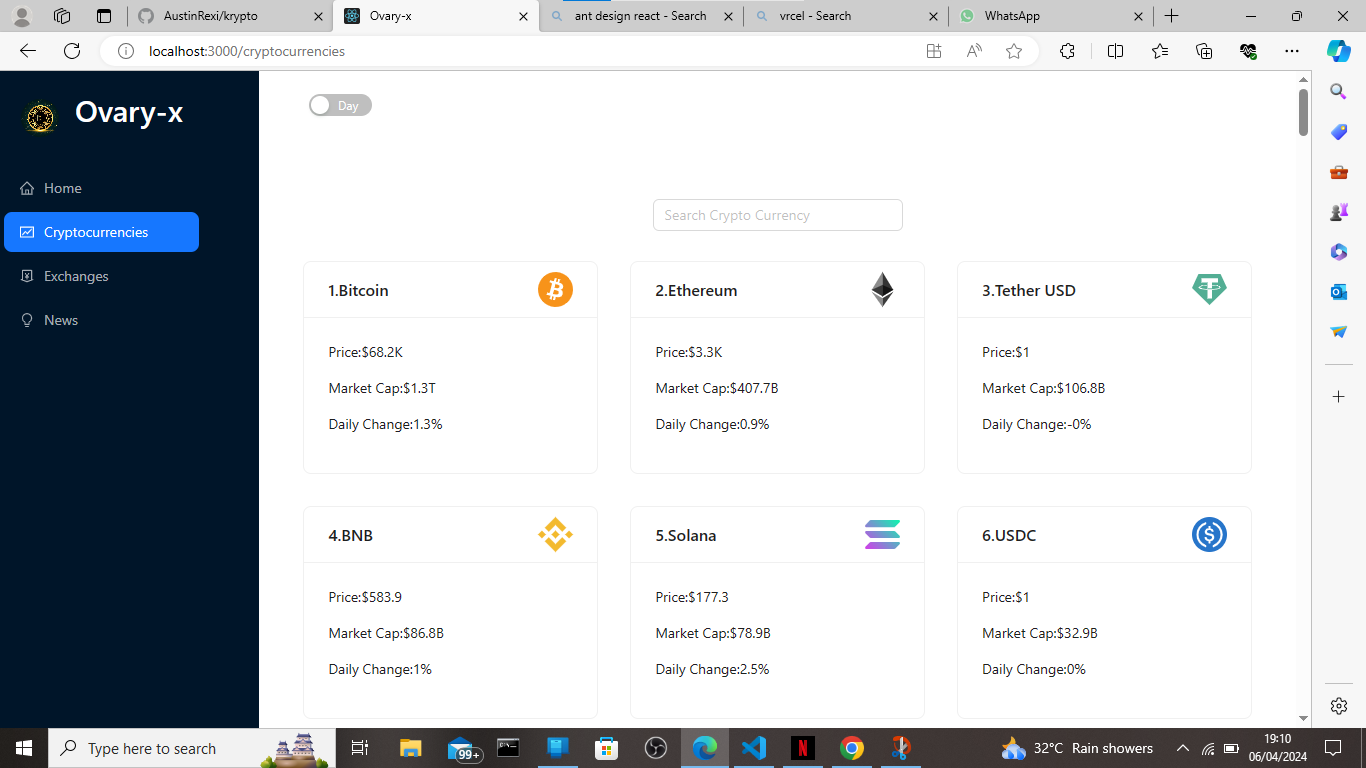 AustinRexi/krypto
Ovary-x
ant design react - Search
vrcel - Search
WhatsApp
localhost:3000/cryptocurrencies
Ovary-x
Home
Cryptocurrencies
Exchanges
News
Day
Search Crypto Currency
1.Bitcoin
Price:$68.2K
Market Cap:$1.3T
Daily Change:1.3%
2.Ethereum
Price:$3.3K
Market Cap:$407.7B
Daily Change:0.9%
3.Tether USD
Price:$1
Market Cap:$106.8B
Daily Change:-0%
4.BNB
Price:$583.9
Market Cap:$86.8B
Daily Change:1%
5.Solana
Price:$177.3
Market Cap:$78.9B
Daily Change:2.5%
6.USDC
Price:$1
Market Cap:$32.9B
Daily Change:0%
Type here to search
99+
32°C Rain showers
19:10
06/04/2024